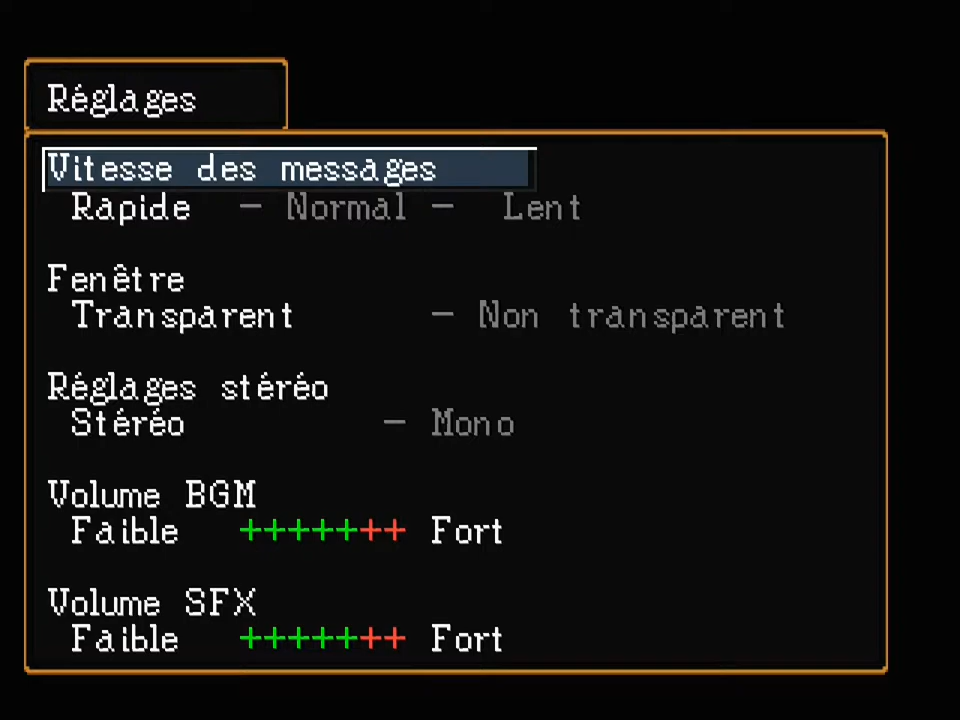 Réglages
Vitesse des messages
Rapide - Normal - Lent
Fenêtre
Transparent - Non transparent
Réglages stéréo
Stéréo - Mono
Volume BGM
Faible +++++++ Fort
Volume SFX
Faible +++++++ Fort